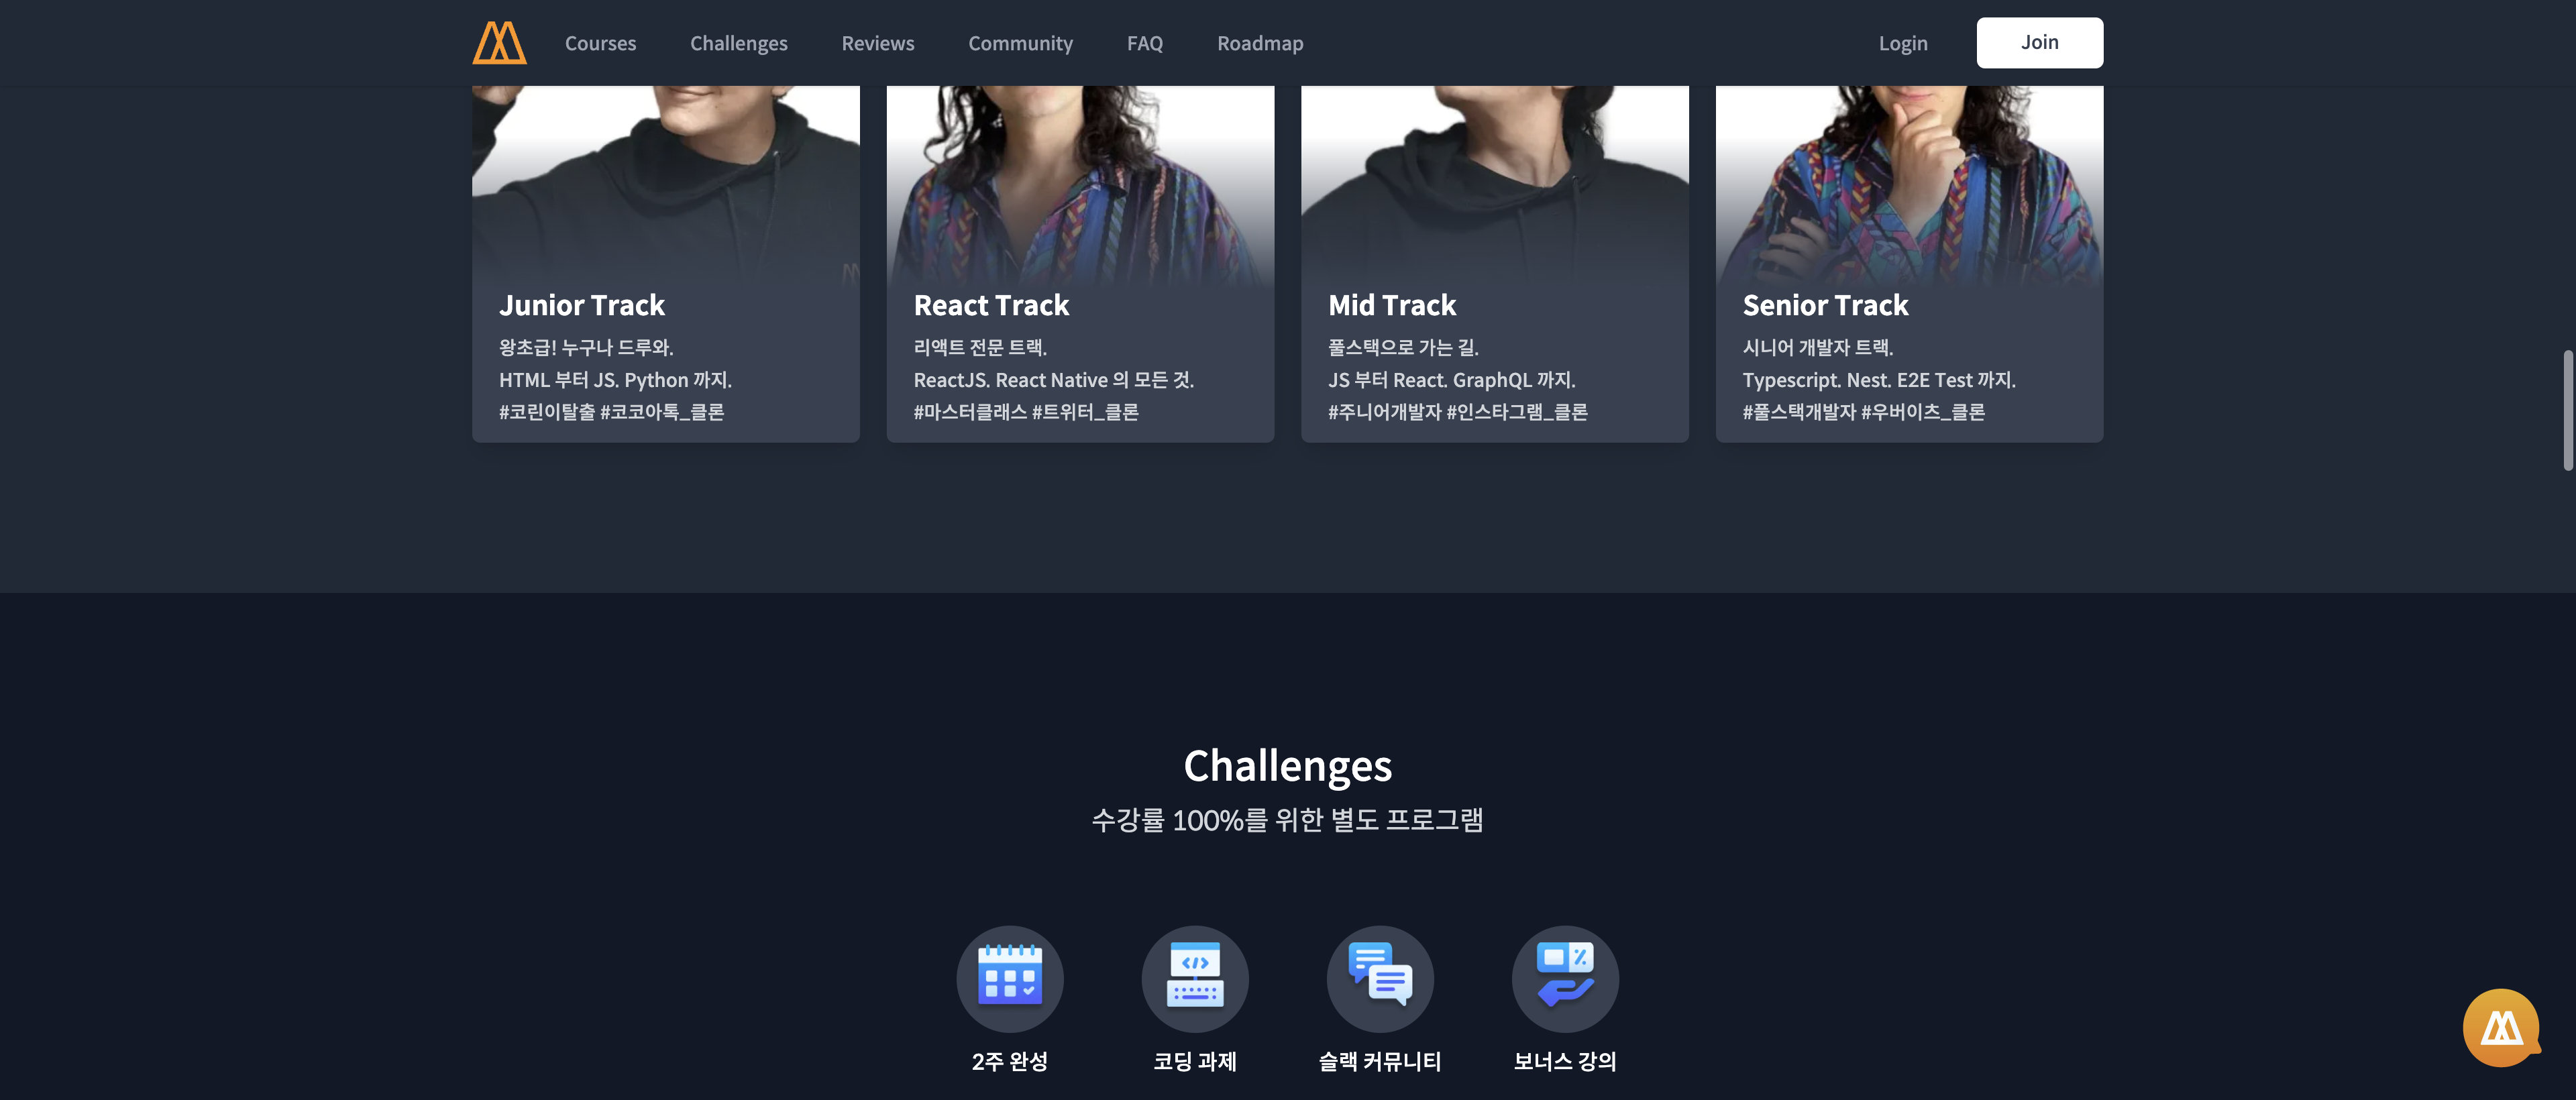 Courses
Challenges
Reviews
Community
FAQ
Roadmap
Login
Join
Junior Track
왕초급! 누구나 드루와.
HTML 부터 JS. Python 까지.
#코린이탈출 #코코아톡_클론
React Track
리액트 전문 트랙.
ReactJS. React Native 의 모든 것.
#마스터클래스 #트위터_클론
Mid Track
풀스택으로 가는 길.
JS 부터 React. GraphQL 까지.
#주니어개발자 #인스타그램_클론
Senior Track
시니어 개발자 트랙.
Typescript. Nest. E2E Test 까지.
#풀스택개발자 #우버이츠_클론
Challenges
수강률 100%를 위한 별도 프로그램
2주 완성
코딩 과제
슬랙 커뮤니티
보너스 강의